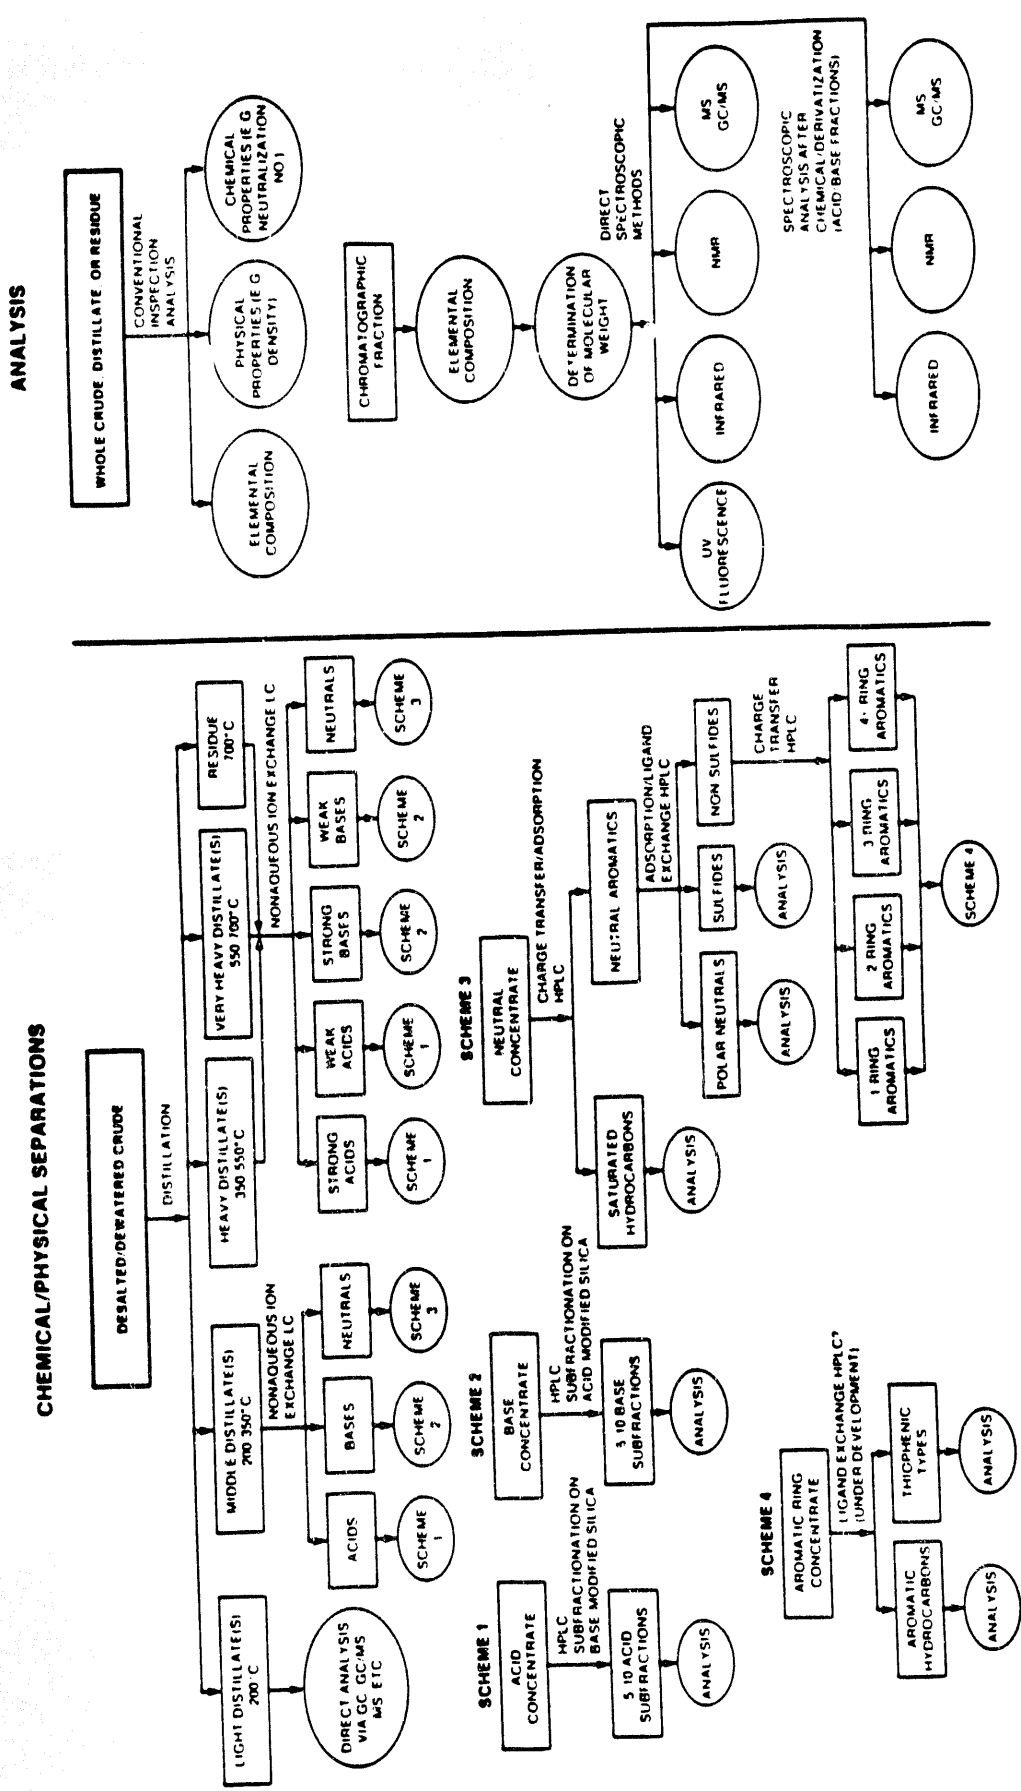 CHEMICAL/PHYSICAL SEPARATIONS
DESALTED/DEWATERED CRUDE
DISTILLATION
LIGHT DISTILLATE(S)
200°C
MIDDLE DISTILLATE(S)
200 350°C
HEAVY DISTILLATE(S)
350 550°C
VERY HEAVY DISTILLATE(S)
550 700°C
RESIDUE
700°C
DIRECT ANALYSIS
VIA GC GC/MS
MS ETC
NONAQUEOUS ION
EXCHANGE LC
ACIDS
BASES
NEUTRALS
SCHEME
1
SCHEME
2
SCHEME
3
NONAQUEOUS ION EXCHANGE LC
STRONG
ACIDS
WEAK
ACIDS
STRONG
BASES
WEAK
BASES
NEUTRALS
SCHEME
1
SCHEME
1
SCHEME
2
SCHEME
2
SCHEME
3
SCHEME 1
ACID
CONCENTRATE
HPLC
SUBFRACTIONATION ON
BASE MODIFIED SILICA
5 10 ACID
SUBFRACTIONS
ANALYSIS
SCHEME 2
BASE
CONCENTRATE
HPLC
SUBFRACTIONATION ON
ACID MODIFIED SILICA
5 10 BASE
SUBFRACTIONS
ANALYSIS
SCHEME 3
NEUTRAL
CONCENTRATE
CHARGE TRANSFER/ADSORPTION
HPLC
SATURATED
HYDROCARBONS
ANALYSIS
NEUTRAL AROMATICS
ADSORPTION/LIGAND
EXCHANGE HPLC
POLAR NEUTRALS
SULFIDES
NON SULFIDES
ANALYSIS
ANALYSIS
CHARGE
TRANSFER
HPLC
1 RING
AROMATICS
2 RING
AROMATICS
3 RING
AROMATICS
4+ RING
AROMATICS
SCHEME 4
SCHEME 4
AROMATIC RING
CONCENTRATE
LIGAND EXCHANGE HPLC?
(UNDER DEVELOPMENT)
AROMATIC
HYDROCARBONS
THIOPHENIC
TYPES
ANALYSIS
ANALYSIS
ANALYSIS
WHOLE CRUDE, DISTILLATE, OR RESIDUE
CONVENTIONAL
INSPECTION
ANALYSIS
ELEMENTAL
COMPOSITION
PHYSICAL
PROPERTIES (E G
DENSITY)
CHEMICAL
PROPERTIES (E G
NEUTRALIZATION
NO )
CHROMATOGRAPHIC
FRACTION
ELEMENTAL
COMPOSITION
DETERMINATION
OF MOLECULAR
WEIGHT
DIRECT
SPECTROSCOPIC
METHODS
UV
FLUORESCENCE
INFRARED
NMR
MS
GC/MS
SPECTROSCOPIC
ANALYSIS AFTER
CHEMICAL/DERIVATIZATION
(ACID/BASE FRACTIONS)
INFRARED
NMR
MS
GC/MS